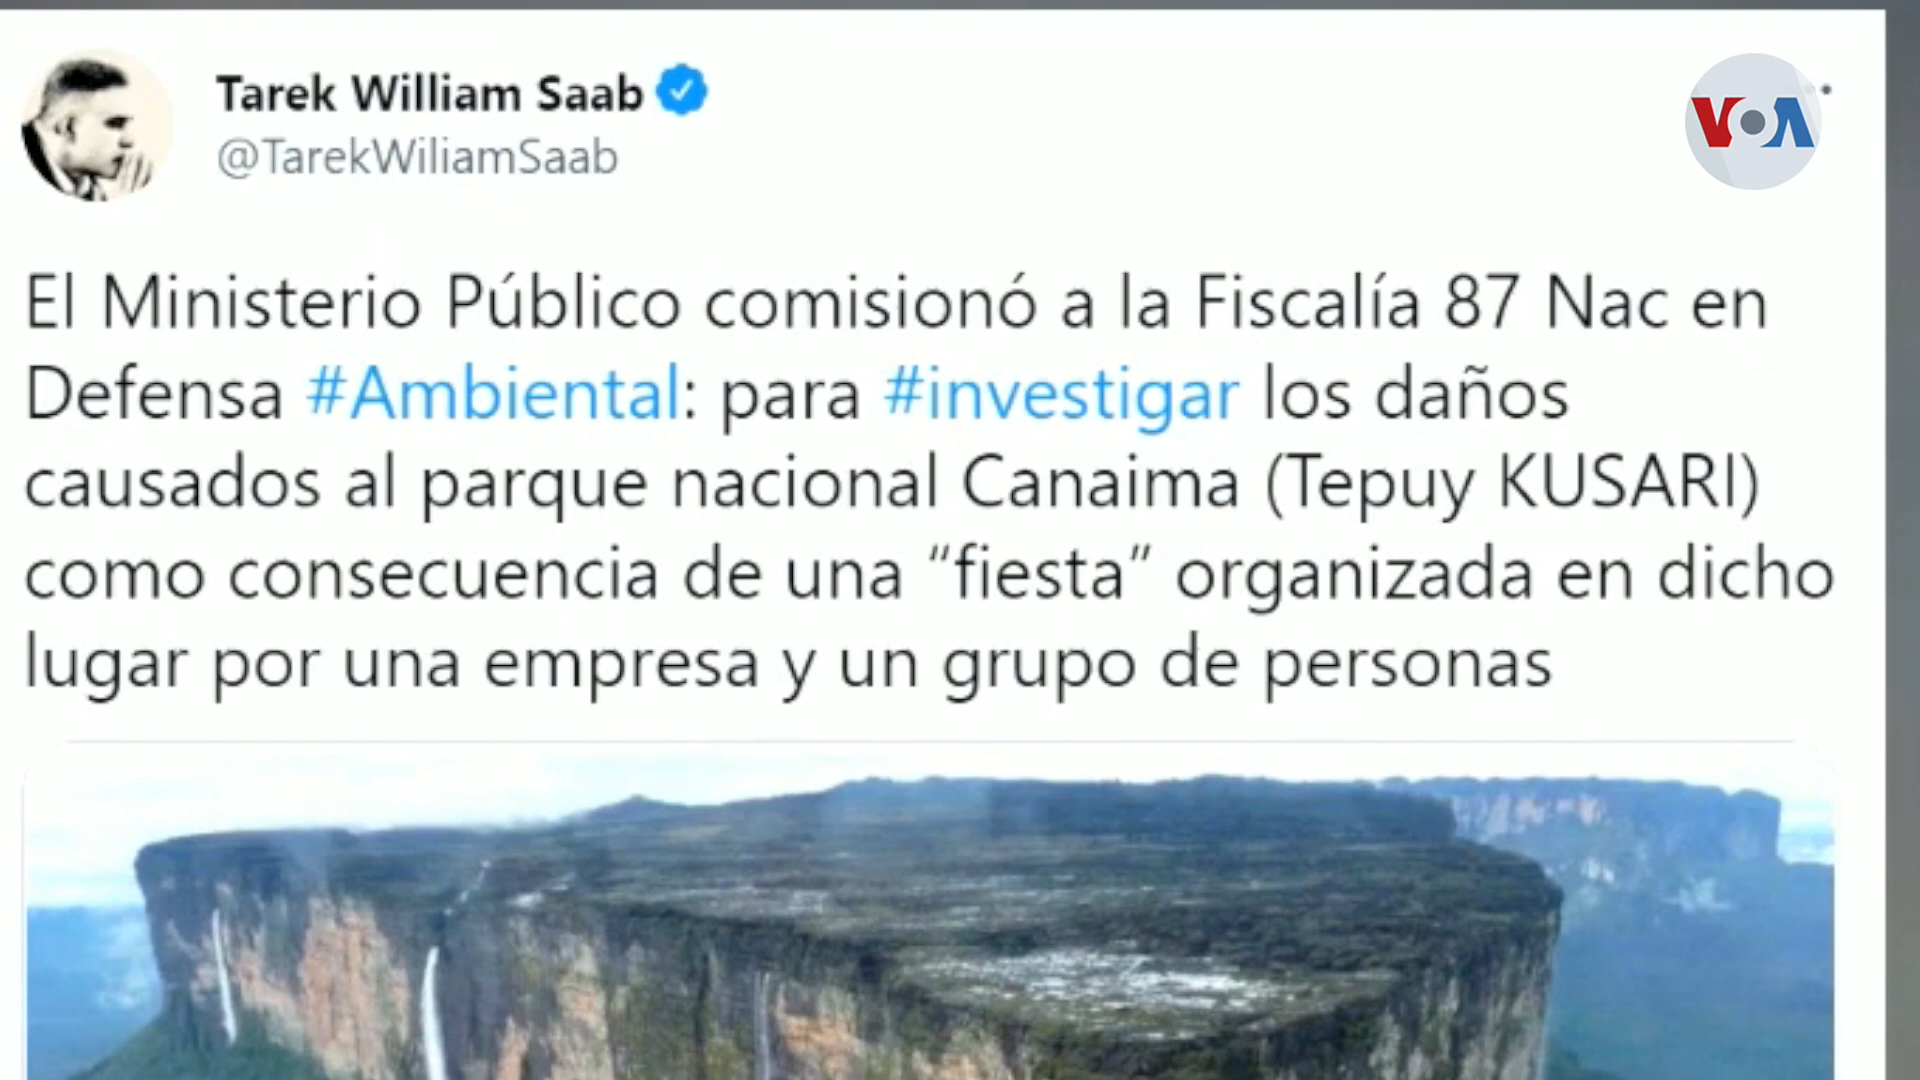 Tarek William Saab
@TarekWiliamSaab
VOA
El Ministerio Público comisionó a la Fiscalía 87 Nac en
Defensa #Ambiental: para #investigar los daños
causados al parque nacional Canaima (Tepuy KUSARI)
como consecuencia de una “fiesta” organizada en dicho
lugar por una empresa y un grupo de personas